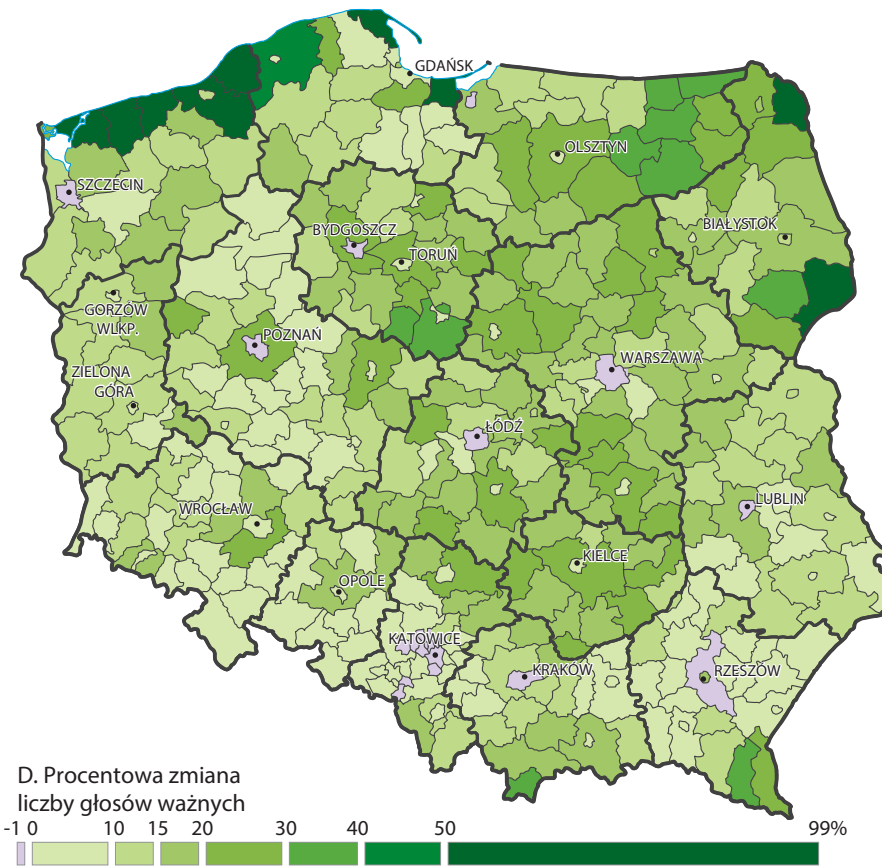 GDAŃSK
OLSZTYN
SZCZECIN
BIAŁYSTOK
BYDGOSZCZ
TORUŃ
GORZÓW
WLKP.
POZNAŃ
WARSZAWA
ZIELONA
GÓRA
ŁÓDŹ
LUBLIN
WROCŁAW
KIELCE
OPOLE
KATOWICE
KRAKÓW
RZESZÓW
D. Procentowa zmiana
liczby głosów ważnych
-1 0 10 15 20 30 40 50 99%